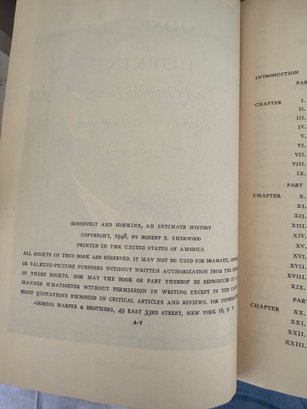 ROOSEVELT AND HOPKINS, AN INTIMATE HISTORY
COPYRIGHT, 1948, BY ROBERT E. SHERWOOD
PRINTED IN THE UNITED STATES OF AMERICA
ALL RIGHTS IN THIS BOOK ARE RESERVED. IT MAY NOT BE USED FOR DRAMATIC,
OR TALKING-PICTURE PURPOSES WITHOUT WRITTEN AUTHORIZATION FROM THE
OF THESE RIGHTS. NOR MAY THE BOOK OR PART THEREOF BE REPRODUCED IN
MANNER WHATSOEVER WITHOUT PERMISSION IN WRITING EXCEPT IN THE
BRIEF QUOTATIONS EMBODIED IN CRITICAL ARTICLES AND REVIEWS. FOR
ADDRESS HARPER & BROTHERS, 49 EAST 33RD STREET, NEW YORK 16, N. Y.
A-Y
INTRODUCTION
PAR
CHAPTER I.
II.
III.
IV.
V.
VI.
VII.
VIII.
IX.
PART
CHAPTER X.
XI.
XII.
XIII.
XIV.
XV.
XVI.
XVII.
XVIII.
XIX.
PART
CHAPTER XX.
XXI.
XXII.
XXIII.